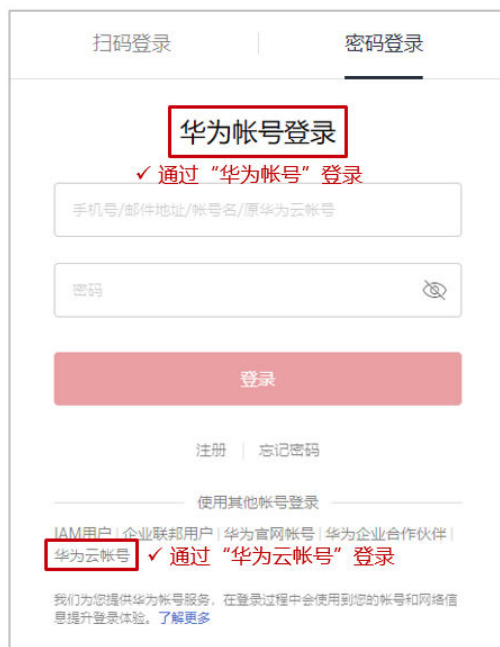 扫码登录 密码登录
华为帐号登录
✓ 通过“华为帐号”登录
手机号/邮件地址/帐号名/原华为云帐号
密码
登录
注册 | 忘记密码
使用其他帐号登录
IAM用户 | 企业联邦用户 | 华为官网帐号 | 华为企业合作伙伴 |
华为云帐号 ✓ 通过“华为云帐号”登录
我们为您提供华为帐号服务，在登录过程中会使用到您的帐号和网络信
息提升登录体验。了解更多